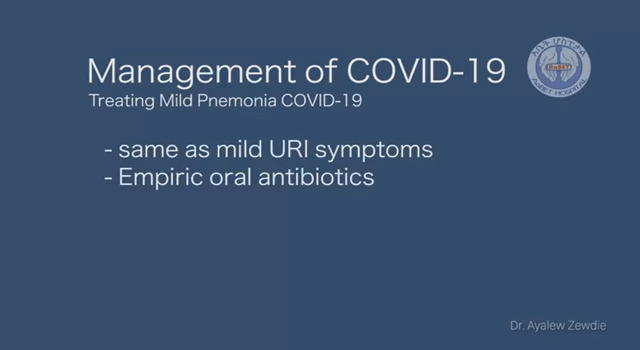 Management of COVID-19
Treating Mild Pnemonia COVID-19
- same as mild URI symptoms
- Empiric oral antibiotics
Dr. Ayalew Zewdie